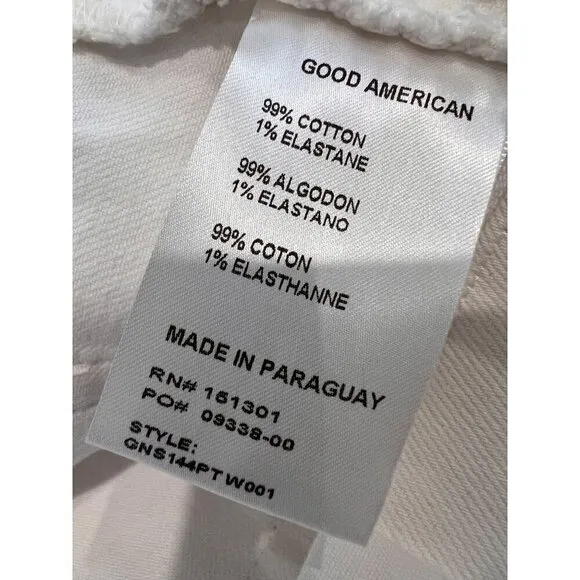 GOOD AMERICAN
99% COTTON
1% ELASTANE
99% ALGODON
1% ELASTANO
99% COTON
1% ELASTHANNE
MADE IN PARAGUAY
RN# 151301
PO# 09338-00
STYLE:
GNS144PT W001